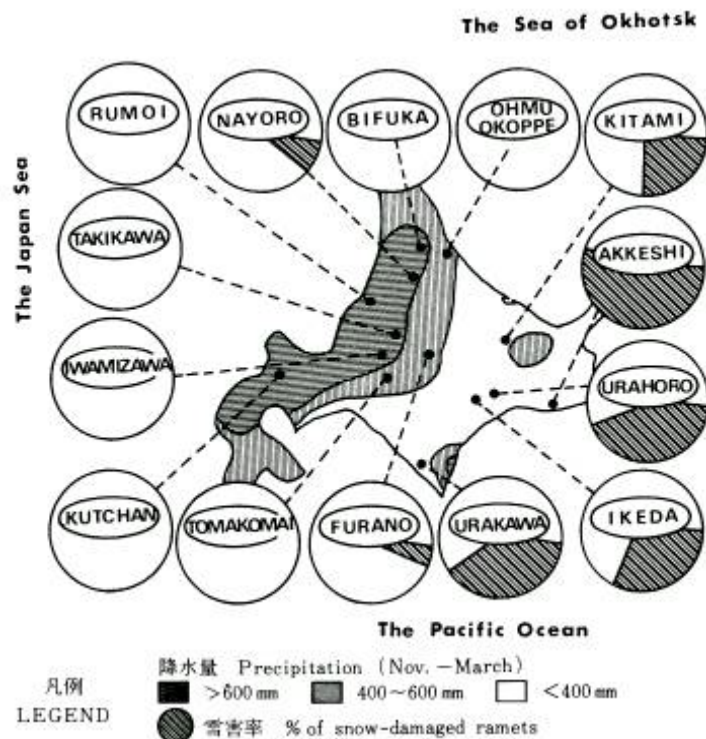 The Sea of Okhotsk
RUMOI
NAYORO
BIFUKA
OHMU
OKOPPE
KITAMI
The Japan Sea
TAKIKAWA
AKKESHI
IWAMIZAWA
URAHORO
KUTCHAN
TOMAKOMAI
FURANO
URAKAWA
IKEDA
The Pacific Ocean
凡例
LEGEND
降水量 Precipitation (Nov. – March)
>600 mm 400~600 mm <400 mm
雪害率 % of snow-damaged ramets